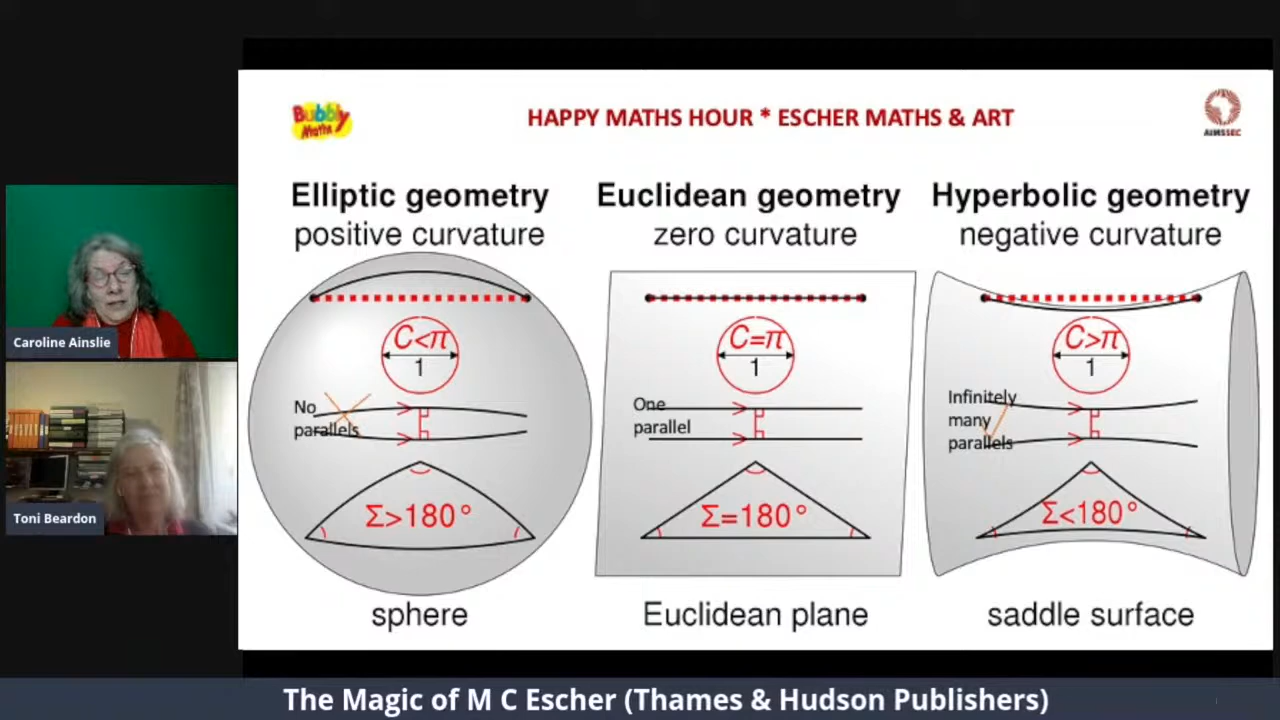 Bubbly
Maths
HAPPY MATHS HOUR * ESCHER MATHS & ART
AIMSSEC
Elliptic geometry
positive curvature
C<π
1
No
parallels
Σ>180°
sphere
Euclidean geometry
zero curvature
C=π
1
One
parallel
Σ=180°
Euclidean plane
Hyperbolic geometry
negative curvature
C>π
1
Infinitely
many
parallels
Σ<180°
saddle surface
Caroline Ainslie
Toni Beardon
The Magic of M C Escher (Thames & Hudson Publishers)